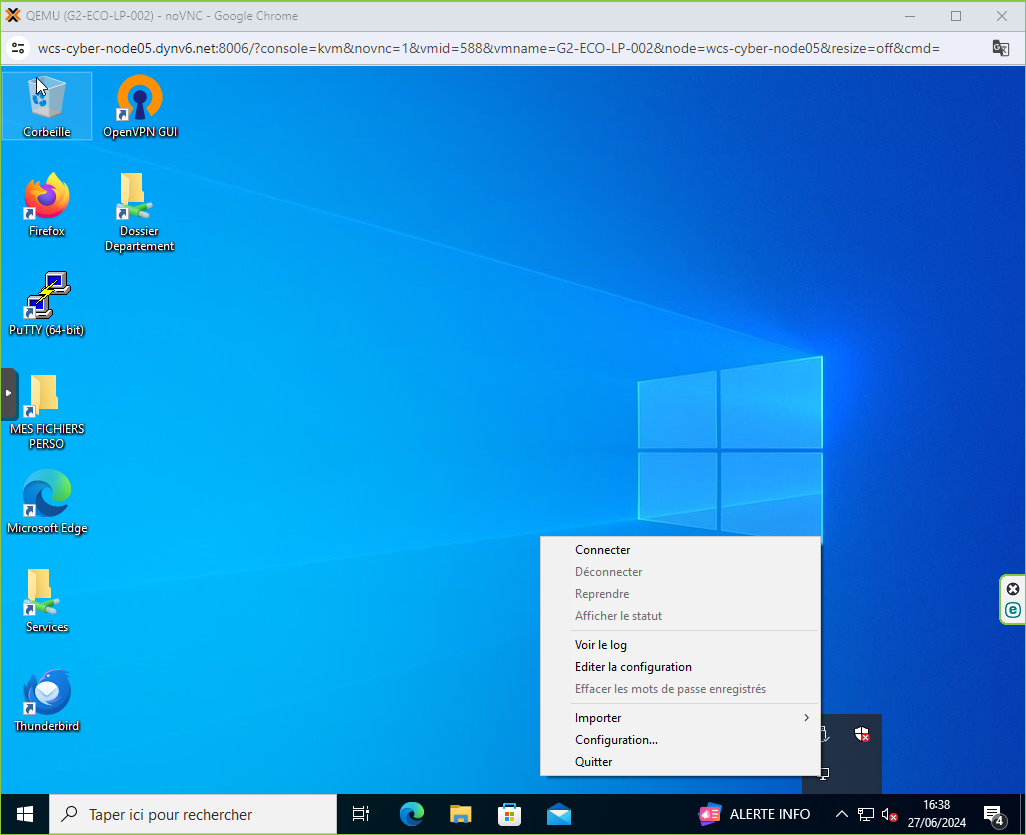 QEMU (G2-ECO-LP-002) - noVNC - Google Chrome
wcs-cyber-node05.dynv6.net:8006/?console=kvm&novnc=1&vmid=588&vmname=G2-ECO-LP-002&node=wcs-cyber-node05&resize=off&cmd=
Corbeille
OpenVPN GUI
Firefox
Dossier
Departement
PuTTY (64-bit)
MES FICHIERS
PERSO
Microsoft Edge
Services
Thunderbird
Connecter
Déconnecter
Reprendre
Afficher le statut
Voir le log
Editer la configuration
Effacer les mots de passe enregistrés
Importer
Configuration...
Quitter
Taper ici pour rechercher
ALERTE INFO
16:38
27/06/2024
4